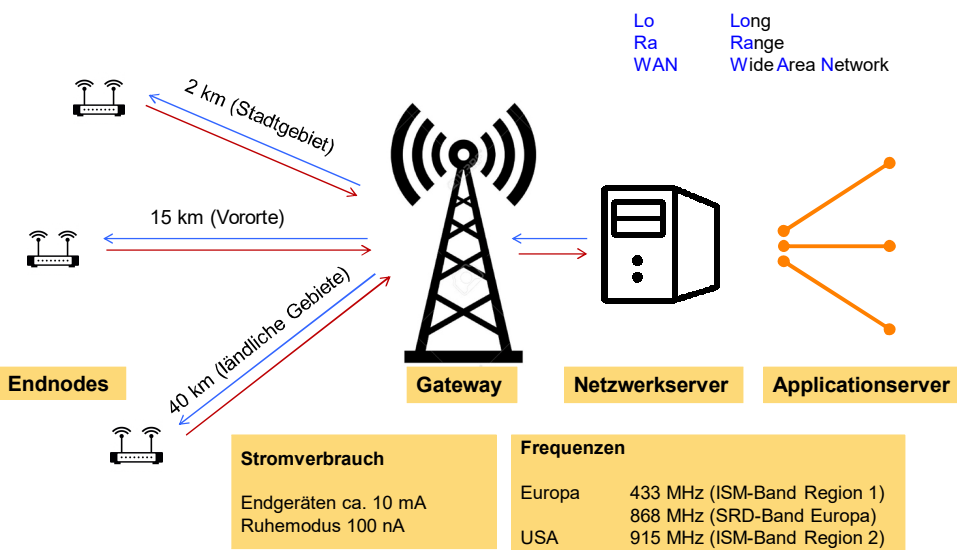 Lo Long
Ra Range
WAN Wide Area Network
2 km (Stadtgebiet)
15 km (Vororte)
40 km (ländliche Gebiete)
Endnodes
Gateway
Netzwerkserver
Applicationserver
Stromverbrauch
Endgeräten ca. 10 mA
Ruhemodus 100 nA
Frequenzen
Europa 433 MHz (ISM-Band Region 1)
868 MHz (SRD-Band Europa)
USA 915 MHz (ISM-Band Region 2)